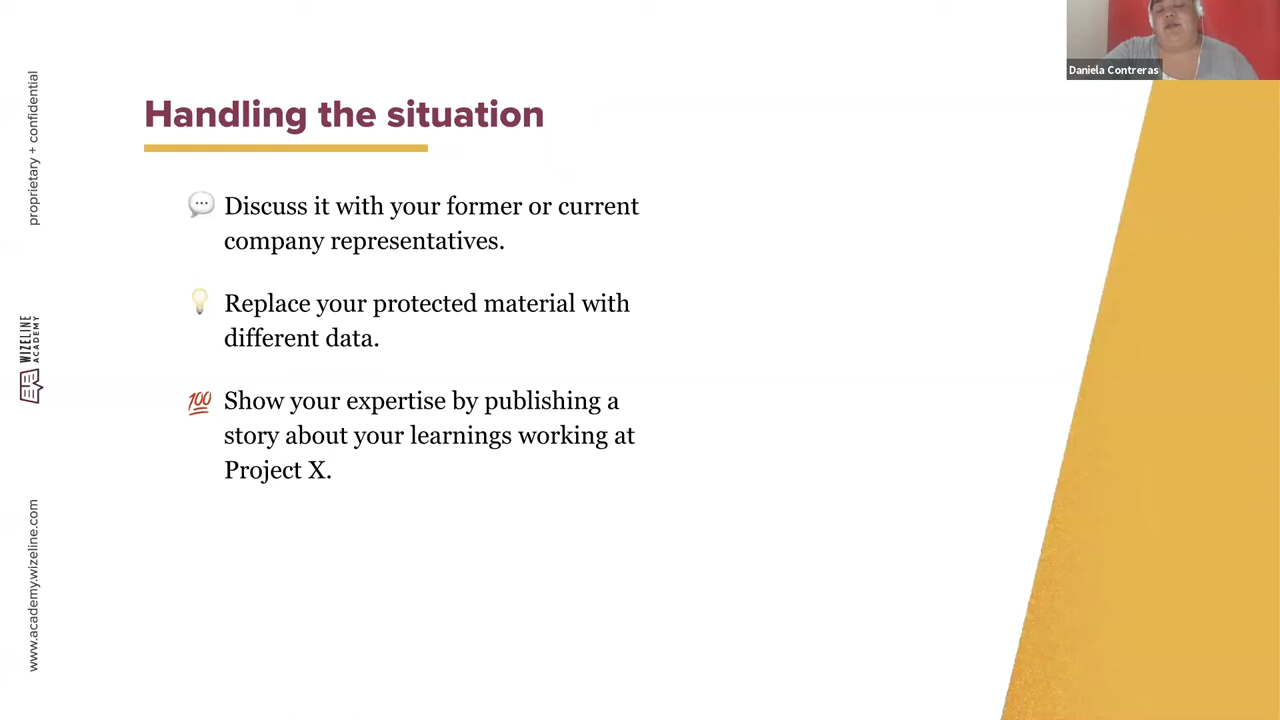 Daniela Contreras
proprietary + confidential
Handling the situation
💬 Discuss it with your former or current
company representatives.
💡 Replace your protected material with
different data.
💯 Show your expertise by publishing a
story about your learnings working at
Project X.
WIZELINE
ACADEMY
www.academy.wizeline.com